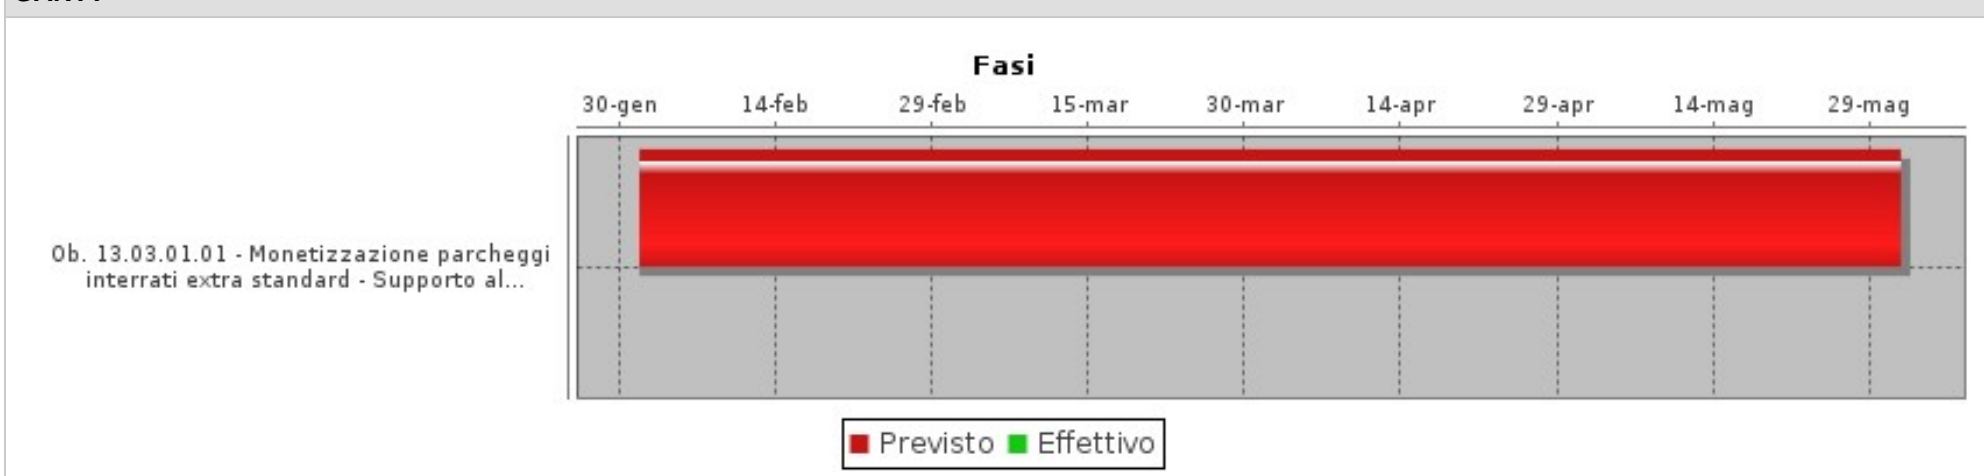 Fasi
30-gen 14-feb 29-feb 15-mar 30-mar 14-apr 29-apr 14-mag 29-mag
Ob. 13.03.01.01 - Monetizzazione parcheggi
interrati extra standard - Supporto al...
Previsto Effettivo